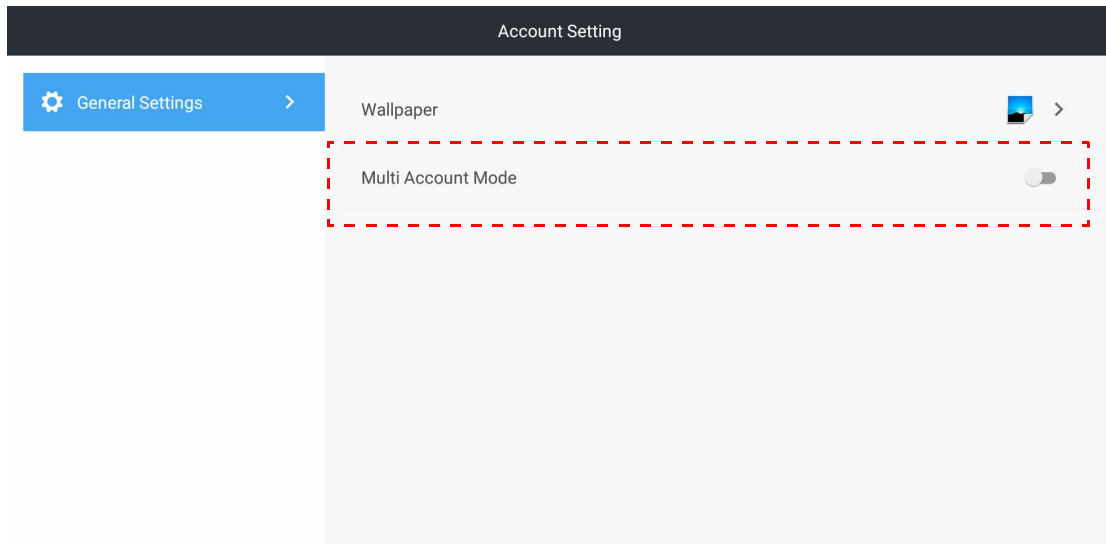 Account Setting
General Settings
Wallpaper
Multi Account Mode